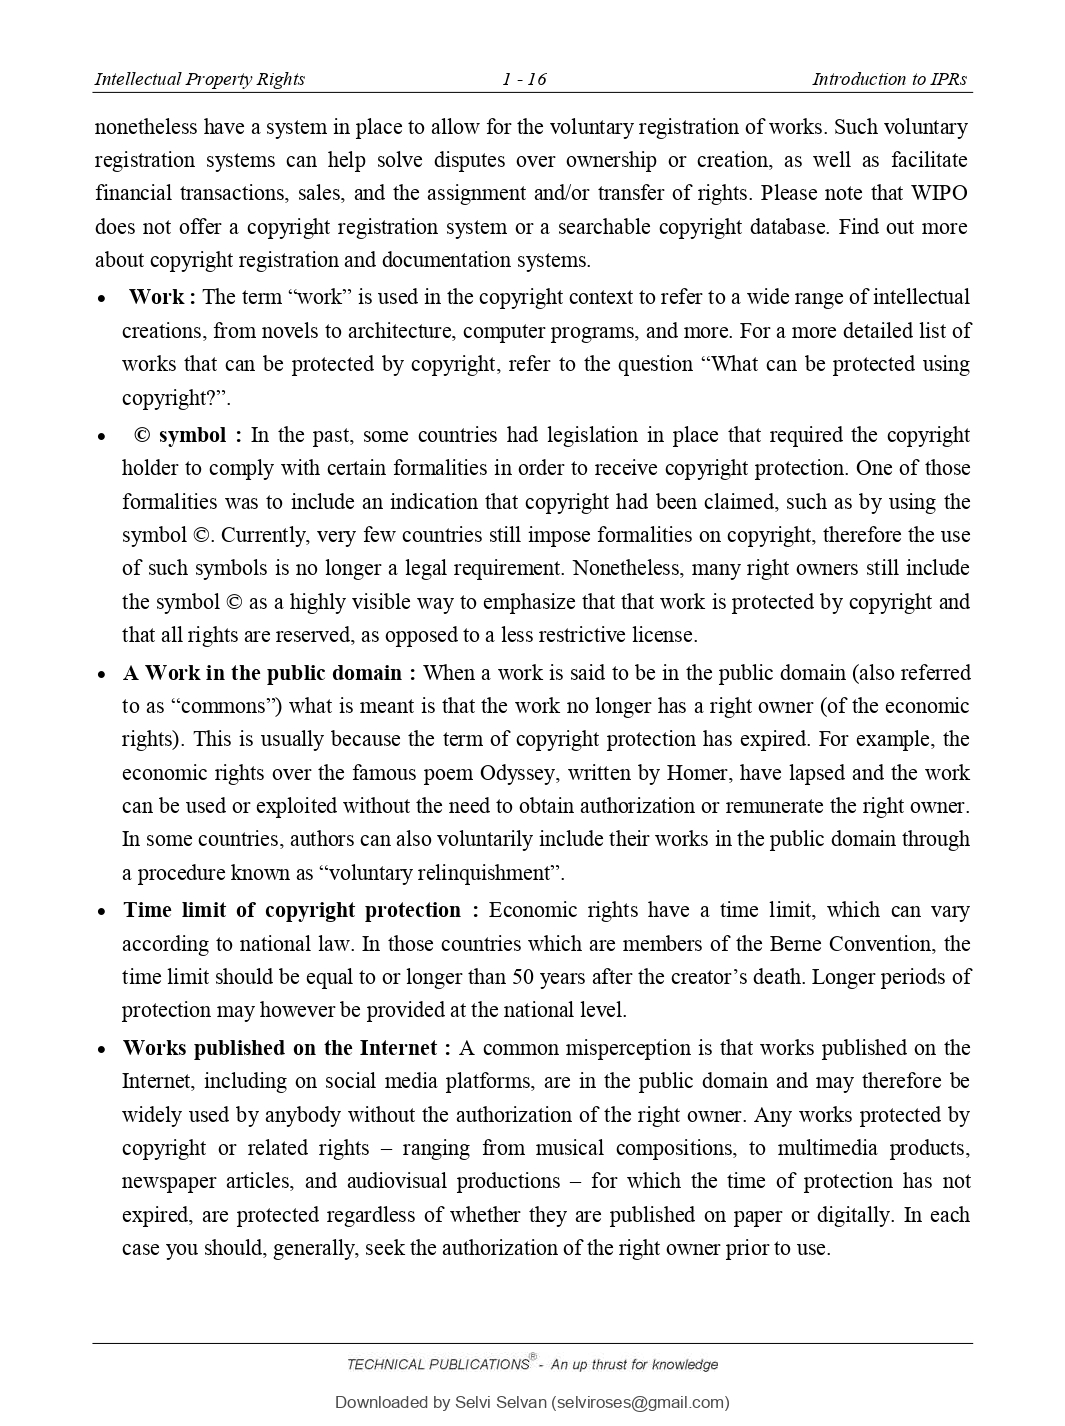 Intellectual Property Rights 1 - 16 Introduction to IPRs
nonetheless have a system in place to allow for the voluntary registration of works. Such voluntary
registration systems can help solve disputes over ownership or creation, as well as facilitate
financial transactions, sales, and the assignment and/or transfer of rights. Please note that WIPO
does not offer a copyright registration system or a searchable copyright database. Find out more
about copyright registration and documentation systems.
• Work : The term “work” is used in the copyright context to refer to a wide range of intellectual
creations, from novels to architecture, computer programs, and more. For a more detailed list of
works that can be protected by copyright, refer to the question “What can be protected using
copyright?”.
• © symbol : In the past, some countries had legislation in place that required the copyright
holder to comply with certain formalities in order to receive copyright protection. One of those
formalities was to include an indication that copyright had been claimed, such as by using the
symbol ©. Currently, very few countries still impose formalities on copyright, therefore the use
of such symbols is no longer a legal requirement. Nonetheless, many right owners still include
the symbol © as a highly visible way to emphasize that that work is protected by copyright and
that all rights are reserved, as opposed to a less restrictive license.
• A Work in the public domain : When a work is said to be in the public domain (also referred
to as “commons”) what is meant is that the work no longer has a right owner (of the economic
rights). This is usually because the term of copyright protection has expired. For example, the
economic rights over the famous poem Odyssey, written by Homer, have lapsed and the work
can be used or exploited without the need to obtain authorization or remunerate the right owner.
In some countries, authors can also voluntarily include their works in the public domain through
a procedure known as “voluntary relinquishment”.
• Time limit of copyright protection : Economic rights have a time limit, which can vary
according to national law. In those countries which are members of the Berne Convention, the
time limit should be equal to or longer than 50 years after the creator’s death. Longer periods of
protection may however be provided at the national level.
• Works published on the Internet : A common misperception is that works published on the
Internet, including on social media platforms, are in the public domain and may therefore be
widely used by anybody without the authorization of the right owner. Any works protected by
copyright or related rights – ranging from musical compositions, to multimedia products,
newspaper articles, and audiovisual productions – for which the time of protection has not
expired, are protected regardless of whether they are published on paper or digitally. In each
case you should, generally, seek the authorization of the right owner prior to use.
TECHNICAL PUBLICATIONS® - An up thrust for knowledge
Downloaded by Selvi Selvan (selviroses@gmail.com)